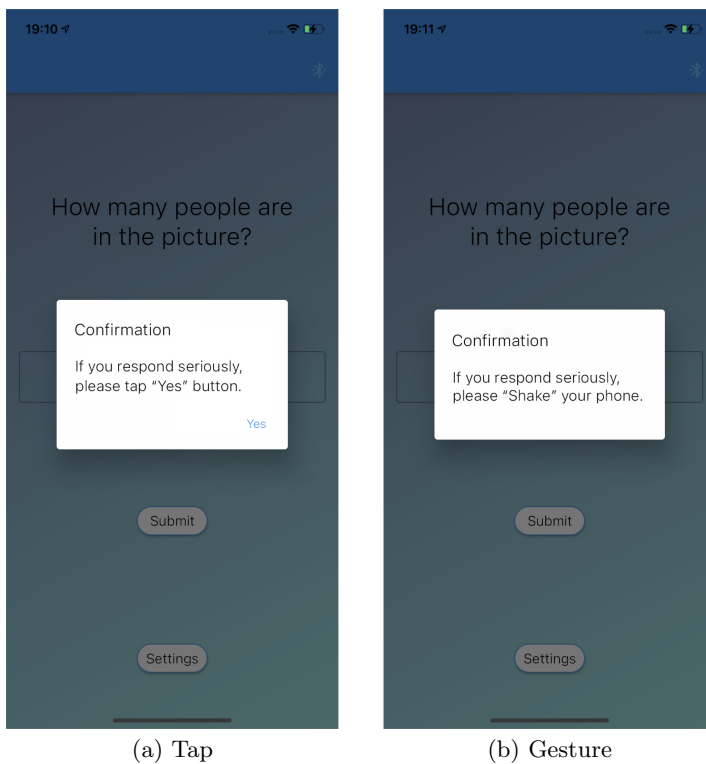 19:10
How many people are
in the picture?
Confirmation
If you respond seriously,
please tap "Yes" button.
Yes
Submit
Settings
(a) Tap
19:11
How many people are
in the picture?
Confirmation
If you respond seriously,
please "Shake" your phone.
Submit
Settings
(b) Gesture